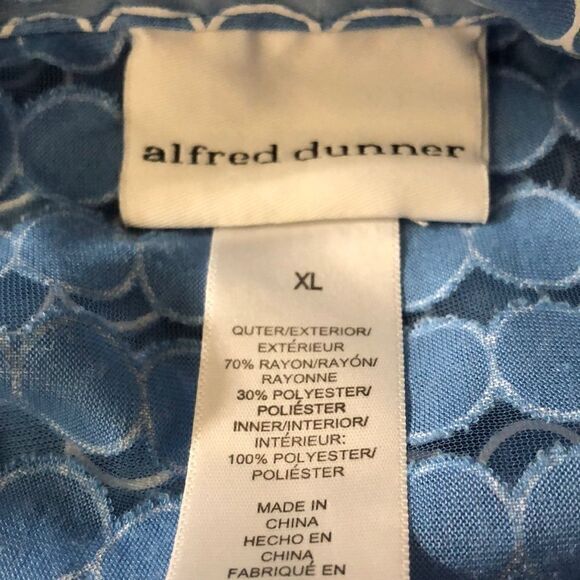 alfred dunner
XL
QUTER/EXTERIOR/
EXTÉRIEUR
70% RAYON/RAYÓN/
RAYONNE
30% POLYESTER/
POLIÉSTER
INNER/INTERIOR/
INTÉRIEUR:
100% POLYESTER/
POLIÉSTER
MADE IN
CHINA
HECHO EN
CHINA
FABRIQUÉ EN